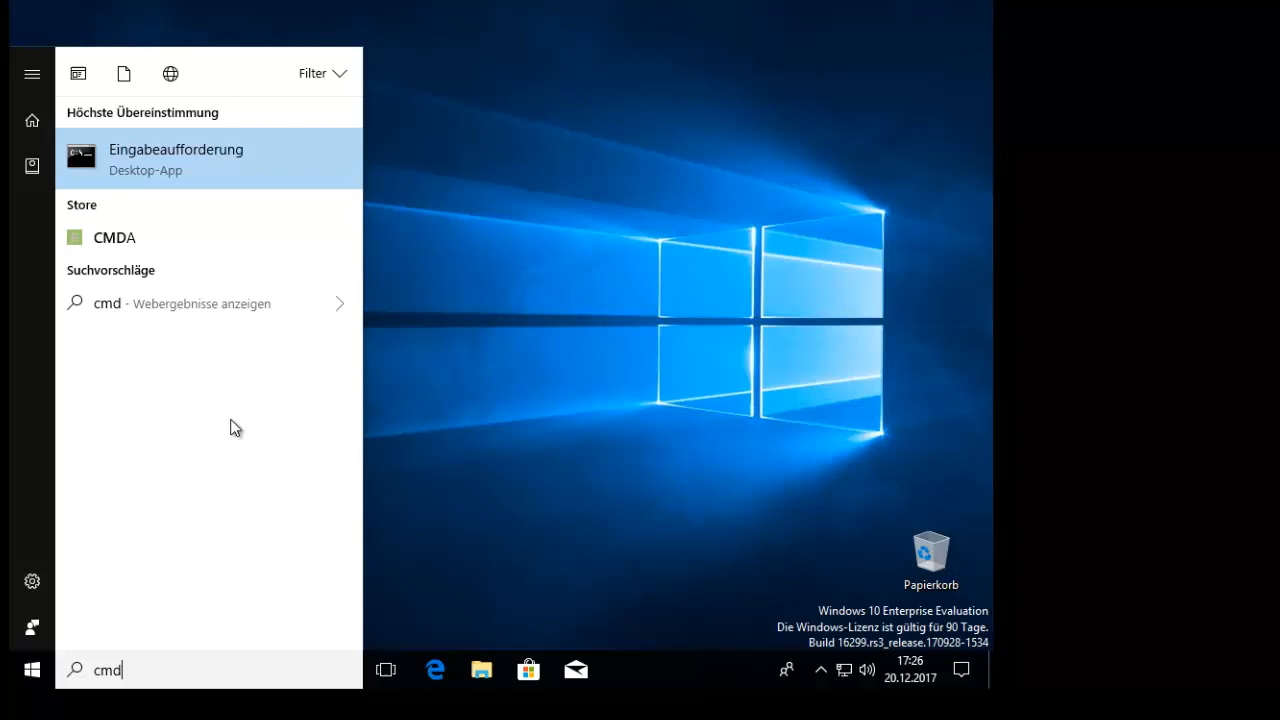 Filter
Höchste Übereinstimmung
C:\_
Eingabeaufforderung
Desktop-App
Store
CMDA
Suchvorschläge
cmd - Webergebnisse anzeigen
Papierkorb
Windows 10 Enterprise Evaluation
Die Windows-Lizenz ist gültig für 90 Tage.
Build 16299.rs3_release.170928-1534
cmd
17:26
20.12.2017